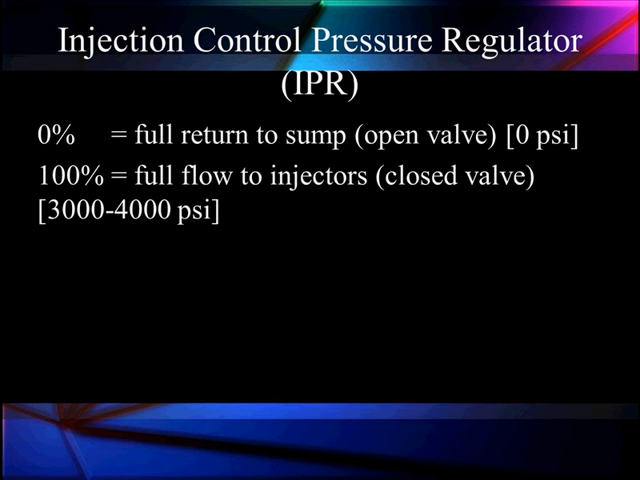 Injection Control Pressure Regulator
(IPR)
0% = full return to sump (open valve) [0 psi]
100% = full flow to injectors (closed valve)
[3000-4000 psi]